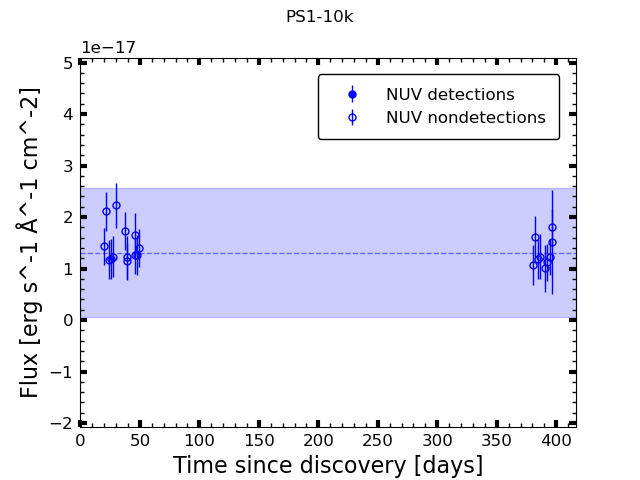 PS1-10k
1e−17
5
4
3
2
1
0
−1
−2
Flux [erg s^-1 Å^-1 cm^-2]
NUV detections
NUV nondetections
0 50 100 150 200 250 300 350 400
Time since discovery [days]